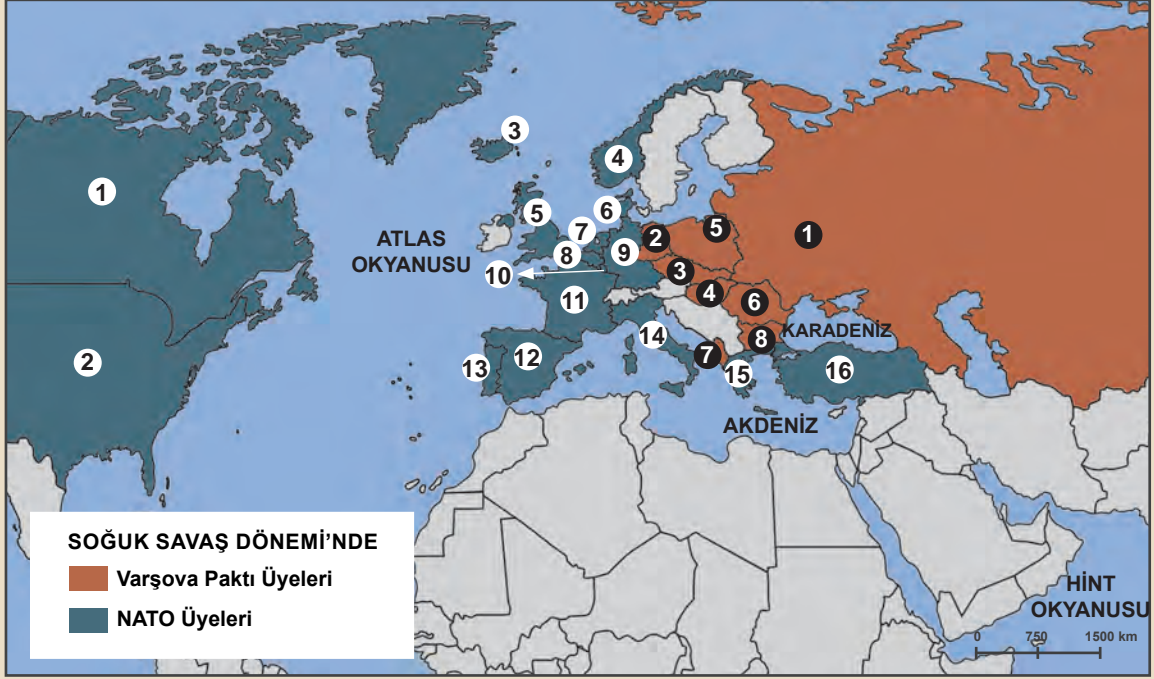 3
4
1
6
5
7
5
1
2
ATLAS
OKYANUSU
8
9
3
10
4
6
11
KARADENİZ
14
8
12
7
2
13
15
16
AKDENİZ
SOĞUK SAVAŞ DÖNEMİ’NDE
Varşova Paktı Üyeleri
NATO Üyeleri
HİNT
OKYANUSU
0 750 1500 km